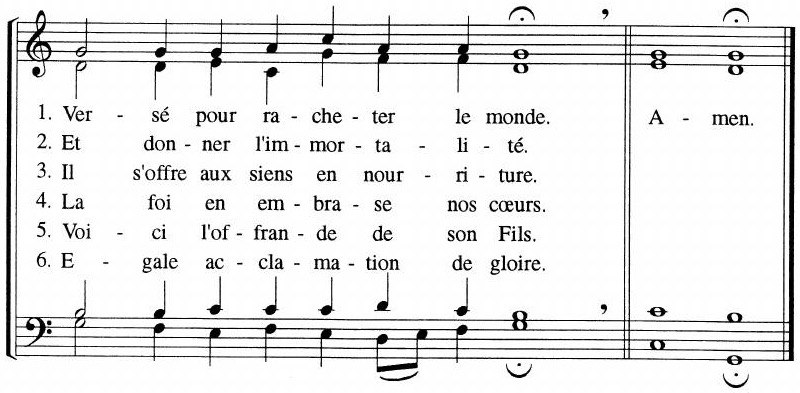 1. Ver - sé pour ra - che - ter le monde. A - men.
2. Et don - ner l'im - mor - ta - li - té.
3. Il s'offre aux siens en nour - ri - ture.
4. La foi en em - bra - se nos cœurs.
5. Voi - ci l'of - fran - de de son Fils.
6. E - gale ac - cla - ma - tion de gloire.